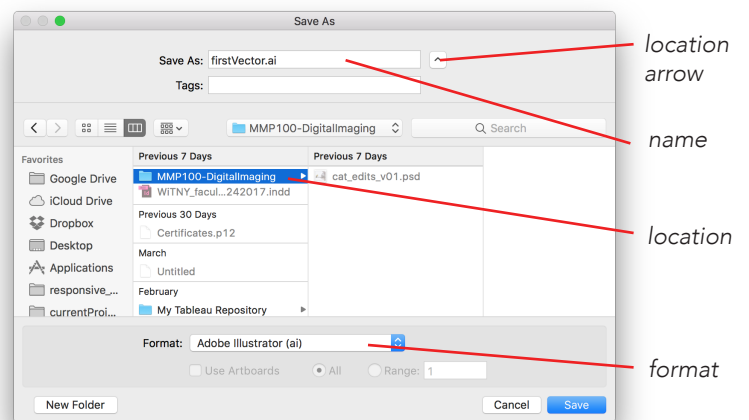 Save As
Save As: firstVector.ai
location
arrow
Tags:
MMP100-DigitalImaging
Search
name
Favorites
Google Drive
iCloud Drive
Dropbox
Desktop
Applications
responsive_...
currentProj...
Previous 7 Days
MMP100-DigitalImaging
WiTNY_facul...242017.indd
Previous 30 Days
Certificates.p12
March
Untitled
February
My Tableau Repository
Previous 7 Days
cat_edits_v01.psd
location
Format: Adobe Illustrator (ai)
Use Artboards All Range: 1
format
New Folder Cancel Save